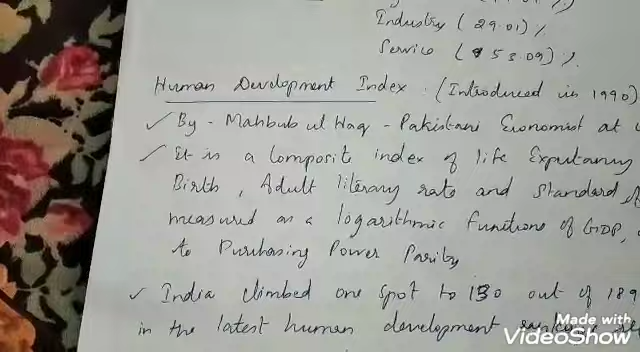 Industry (29.01) %
Service (53.09) %.
Human Development Index. (Introduced in 1990)
✓ By - Mahbub ul Haq - Pakistani Economist at
✓ It is a Composite index of life Expectancy
Birth, Adult literacy rate and Standard of
measured as a logarithmic functions of GDP,
to Purchasing Power Parity
✓ India climbed one spot to 130 out of 189
in the latest human development rankings
Made with
VideoShow